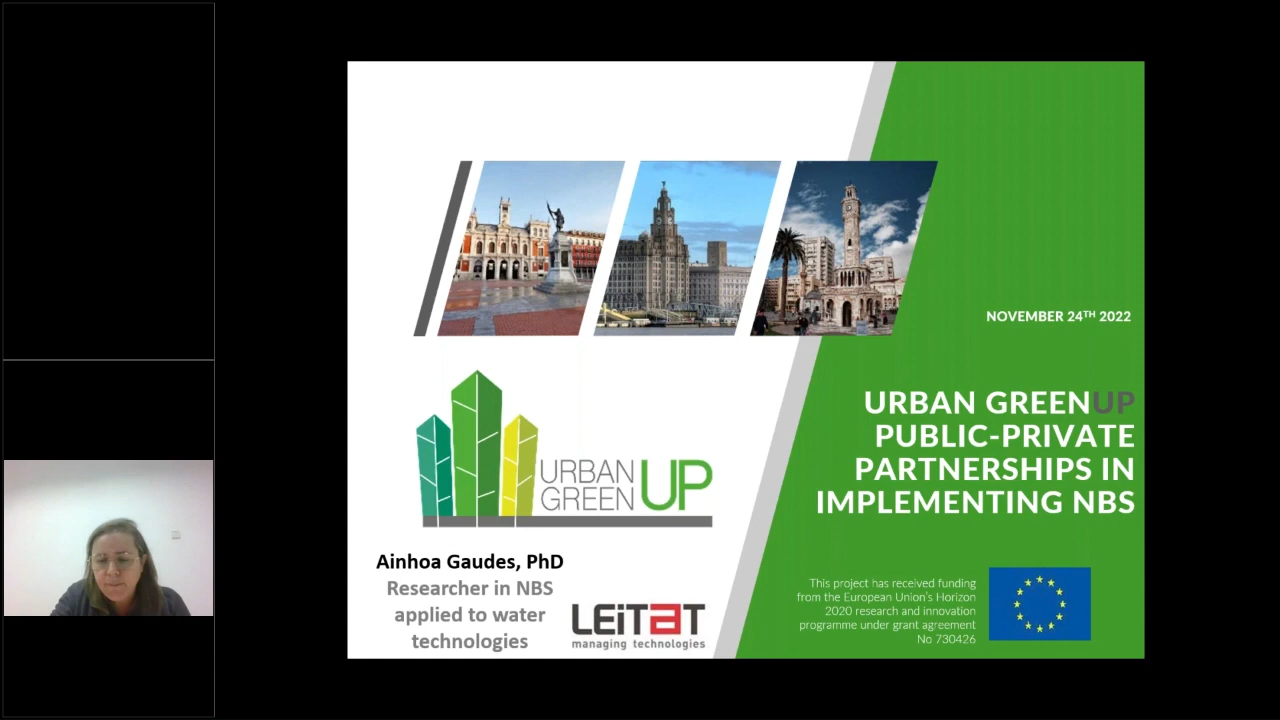 NOVEMBER 24TH 2022
URBAN GREENUP
PUBLIC-PRIVATE
PARTNERSHIPS IN
IMPLEMENTING NBS
URBAN
GREEN UP
Ainhoa Gaudes, PhD
Researcher in NBS
applied to water
technologies
LEiTAT
managing technologies
This project has received funding
from the European Union's Horizon
2020 research and innovation
programme under grant agreement
No 730426